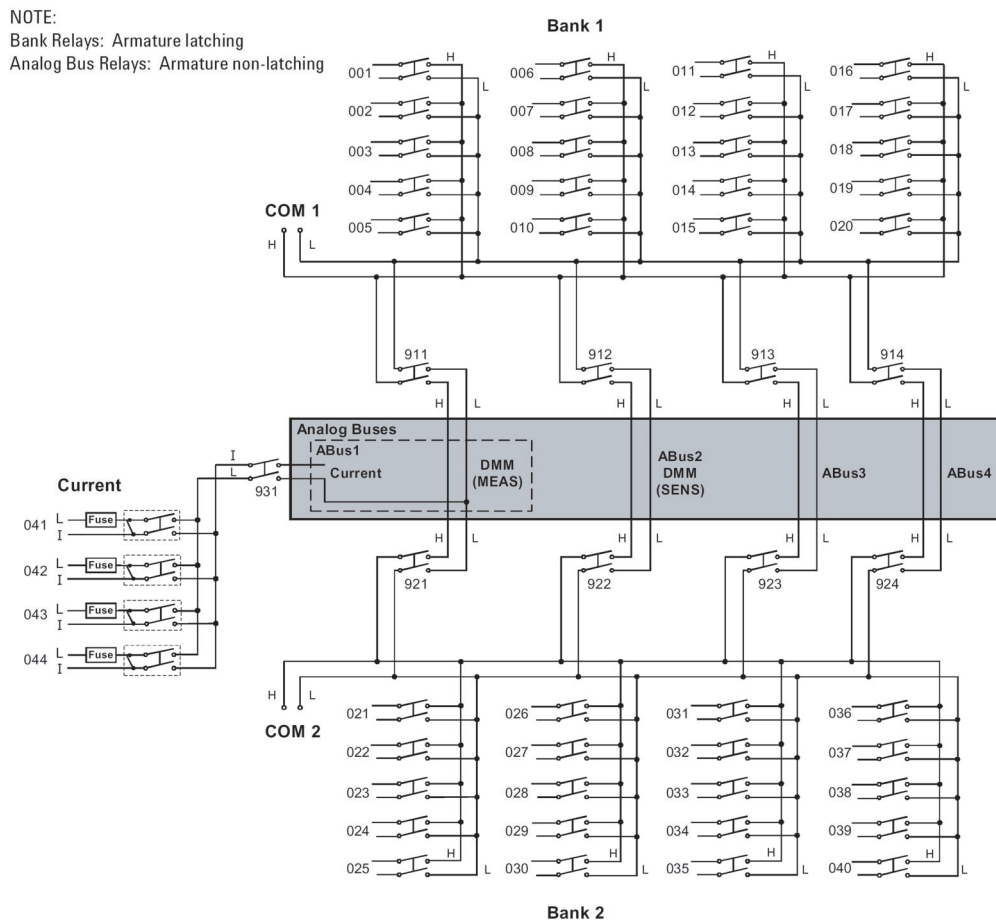 NOTE:
Bank Relays: Armature latching
Analog Bus Relays: Armature non-latching
Bank 1
H H H H
001 006 011 016
L L L L
002 007 012 017
003 008 013 018
004 009 014 019
COM 1
005 010 015 020
H L
911 912 913 914
H L H L H L H L
Analog Buses
ABus1
I
Current
DMM
(MEAS)
ABus2
DMM
(SENS)
ABus3
ABus4
L
931
Current
041 L Fuse
I
042 L Fuse
I
043 L Fuse
I
044 L Fuse
I
H L H L H L H L
921 922 923 924
H L
COM 2
021 026 031 036
022 027 032 037
023 028 033 038
024 029 034 039
H H H H
025 030 035 040
L L L L
Bank 2